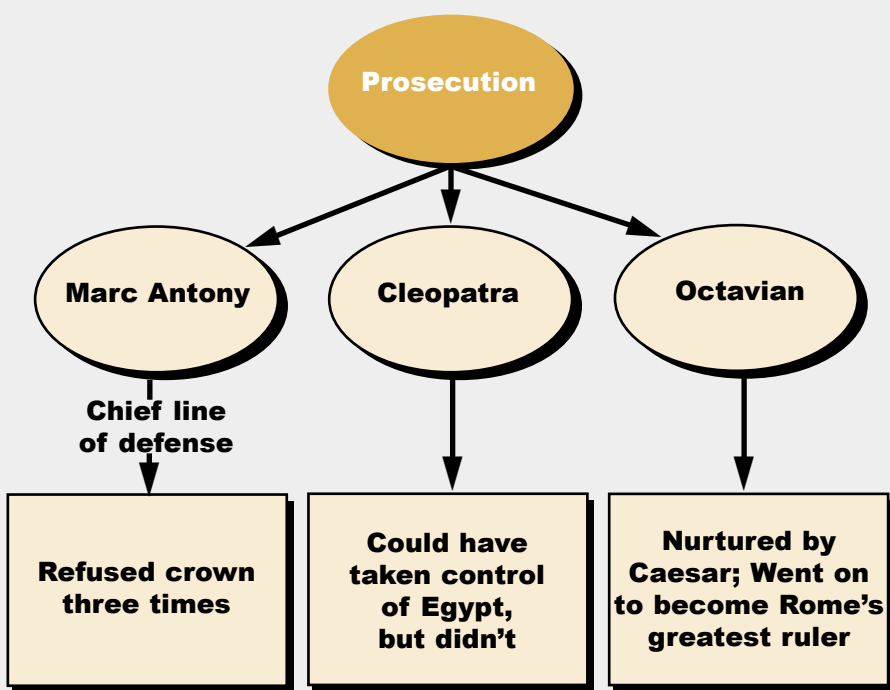 Prosecution
Marc Antony
Cleopatra
Octavian
Chief line
of defense
Refused crown
three times
Could have
taken control
of Egypt,
but didn’t
Nurtured by
Caesar; Went on
to become Rome’s
greatest ruler